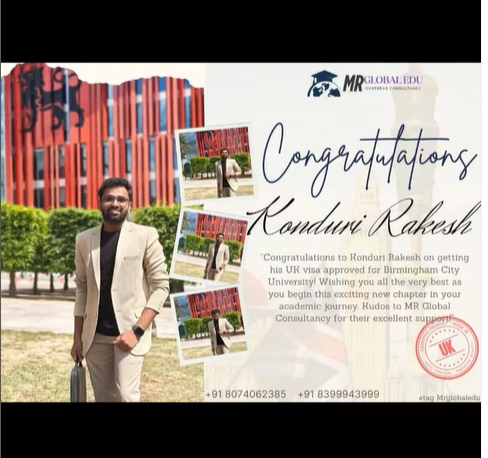 MR GLOBAL EDU
OVERSEAS CONSULTANCY
Congratulations
Konduri Rakesh
"Congratulations to Konduri Rakesh on getting
his UK visa approved for Birmingham City
University! Wishing you all the very best as
you begin this exciting new chapter in your
academic journey. Kudos to MR Global
Consultancy for their excellent support!"
UK
+91 8074062385 +91 8399943999
#tag Mrglobaledu